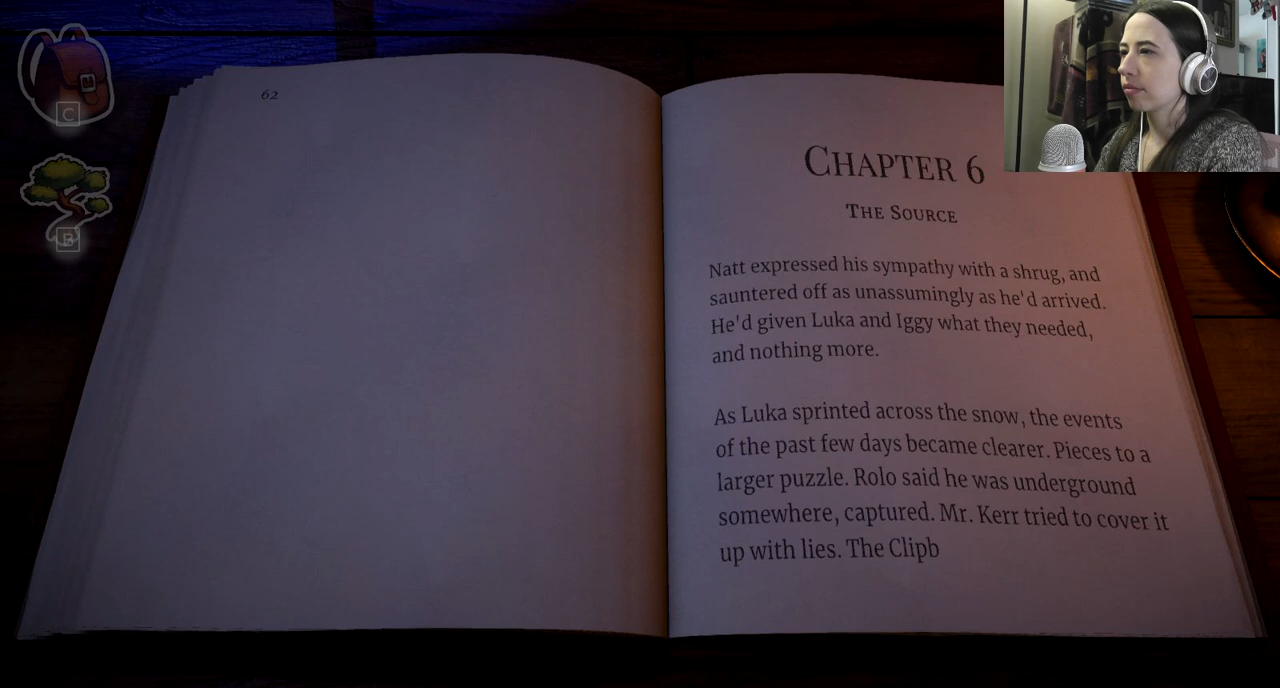 C
B
62
CHAPTER 6
THE SOURCE
Natt expressed his sympathy with a shrug, and
sauntered off as unassumingly as he'd arrived.
He'd given Luka and Iggy what they needed,
and nothing more.
As Luka sprinted across the snow, the events
of the past few days became clearer. Pieces to a
larger puzzle. Rolo said he was underground
somewhere, captured. Mr. Kerr tried to cover it
up with lies. The Clipb